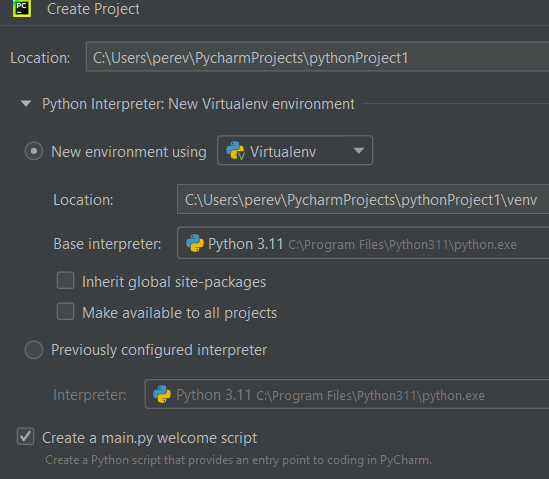 PC
Create Project
Location: C:\Users\perev\PycharmProjects\pythonProject1
Python Interpreter: New Virtualenv environment
New environment using V Virtualenv
Location: C:\Users\perev\PycharmProjects\pythonProject1\venv
Base interpreter: Python 3.11 C:\Program Files\Python311\python.exe
Inherit global site-packages
Make available to all projects
Previously configured interpreter
Interpreter: Python 3.11 C:\Program Files\Python311\python.exe
Create a main.py welcome script
Create a Python script that provides an entry point to coding in PyCharm.